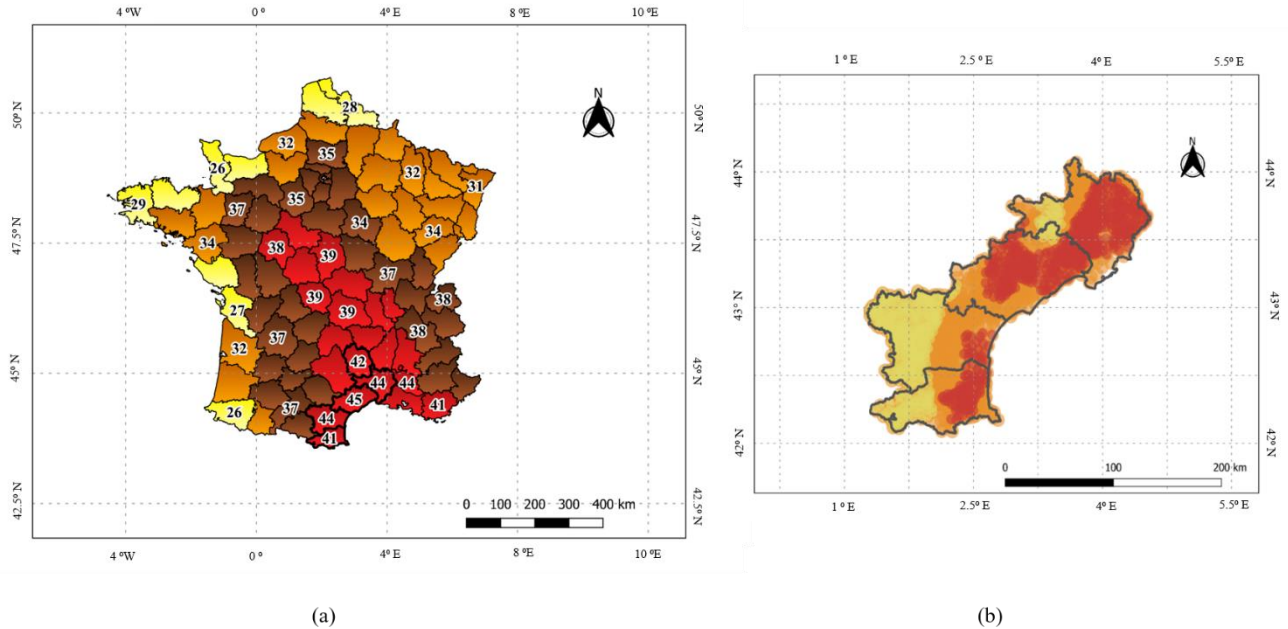 4 °W 0 ° 4° E 8 °E 10 °E
50° N
47.5° N
45° N
42.5° N
N
50° N
47.5° N
45° N
42.5° N
28
32
35
26
32
31
29
37
35
34
34
34
38
39
37
27
39
39
38
37
38
32
42
44
44
45
41
26
37
44
41
0 100 200 300 400 km
4 °W 0 ° 4° E 8 °E 10 °E
(a)
1 °E 2.5° E 4° E 5.5° E
44° N
43° N
42° N
N
44° N
43° N
42° N
0 100 200 km
1 °E 2.5° E 4° E 5.5° E
(b)